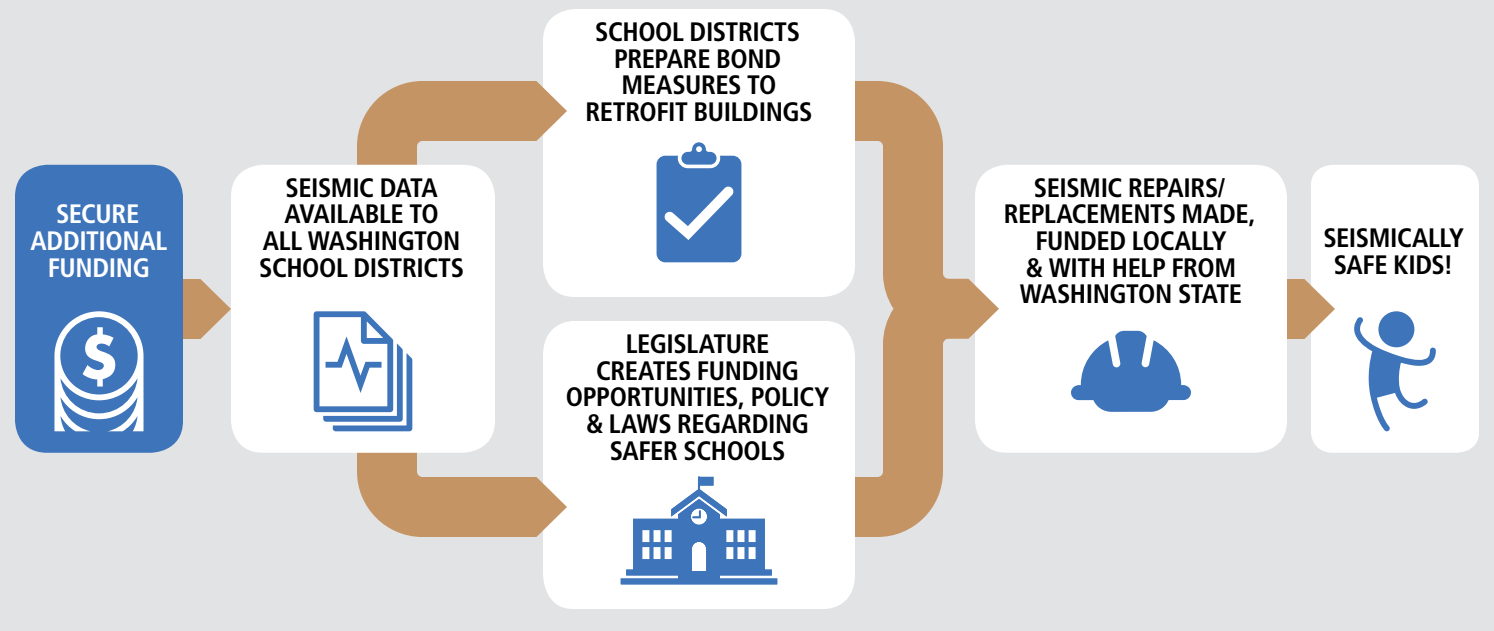 SECURE
ADDITIONAL
FUNDING
$
SEISMIC DATA
AVAILABLE TO
ALL WASHINGTON
SCHOOL DISTRICTS
SCHOOL DISTRICTS
PREPARE BOND
MEASURES TO
RETROFIT BUILDINGS
LEGISLATURE
CREATES FUNDING
OPPORTUNITIES, POLICY
& LAWS REGARDING
SAFER SCHOOLS
SEISMIC REPAIRS/
REPLACEMENTS MADE,
FUNDED LOCALLY
& WITH HELP FROM
WASHINGTON STATE
SEISMICALLY
SAFE KIDS!